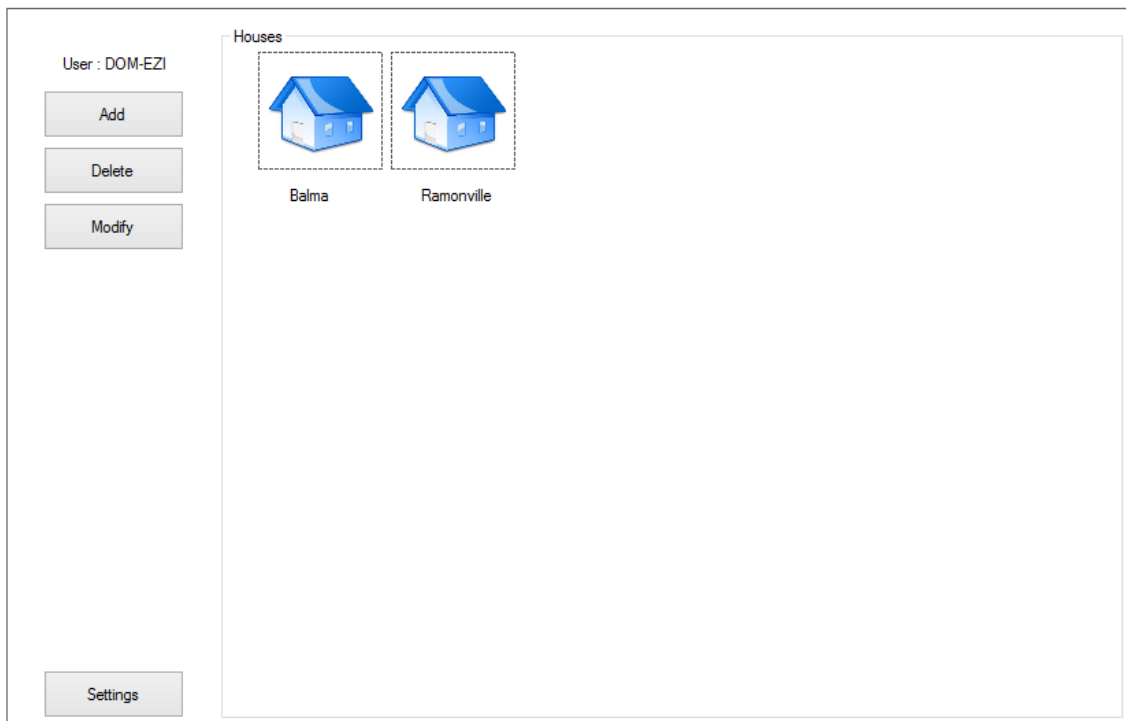 User : DOM-EZI
Add
Delete
Modify
Settings
Houses
Balma
Ramonville